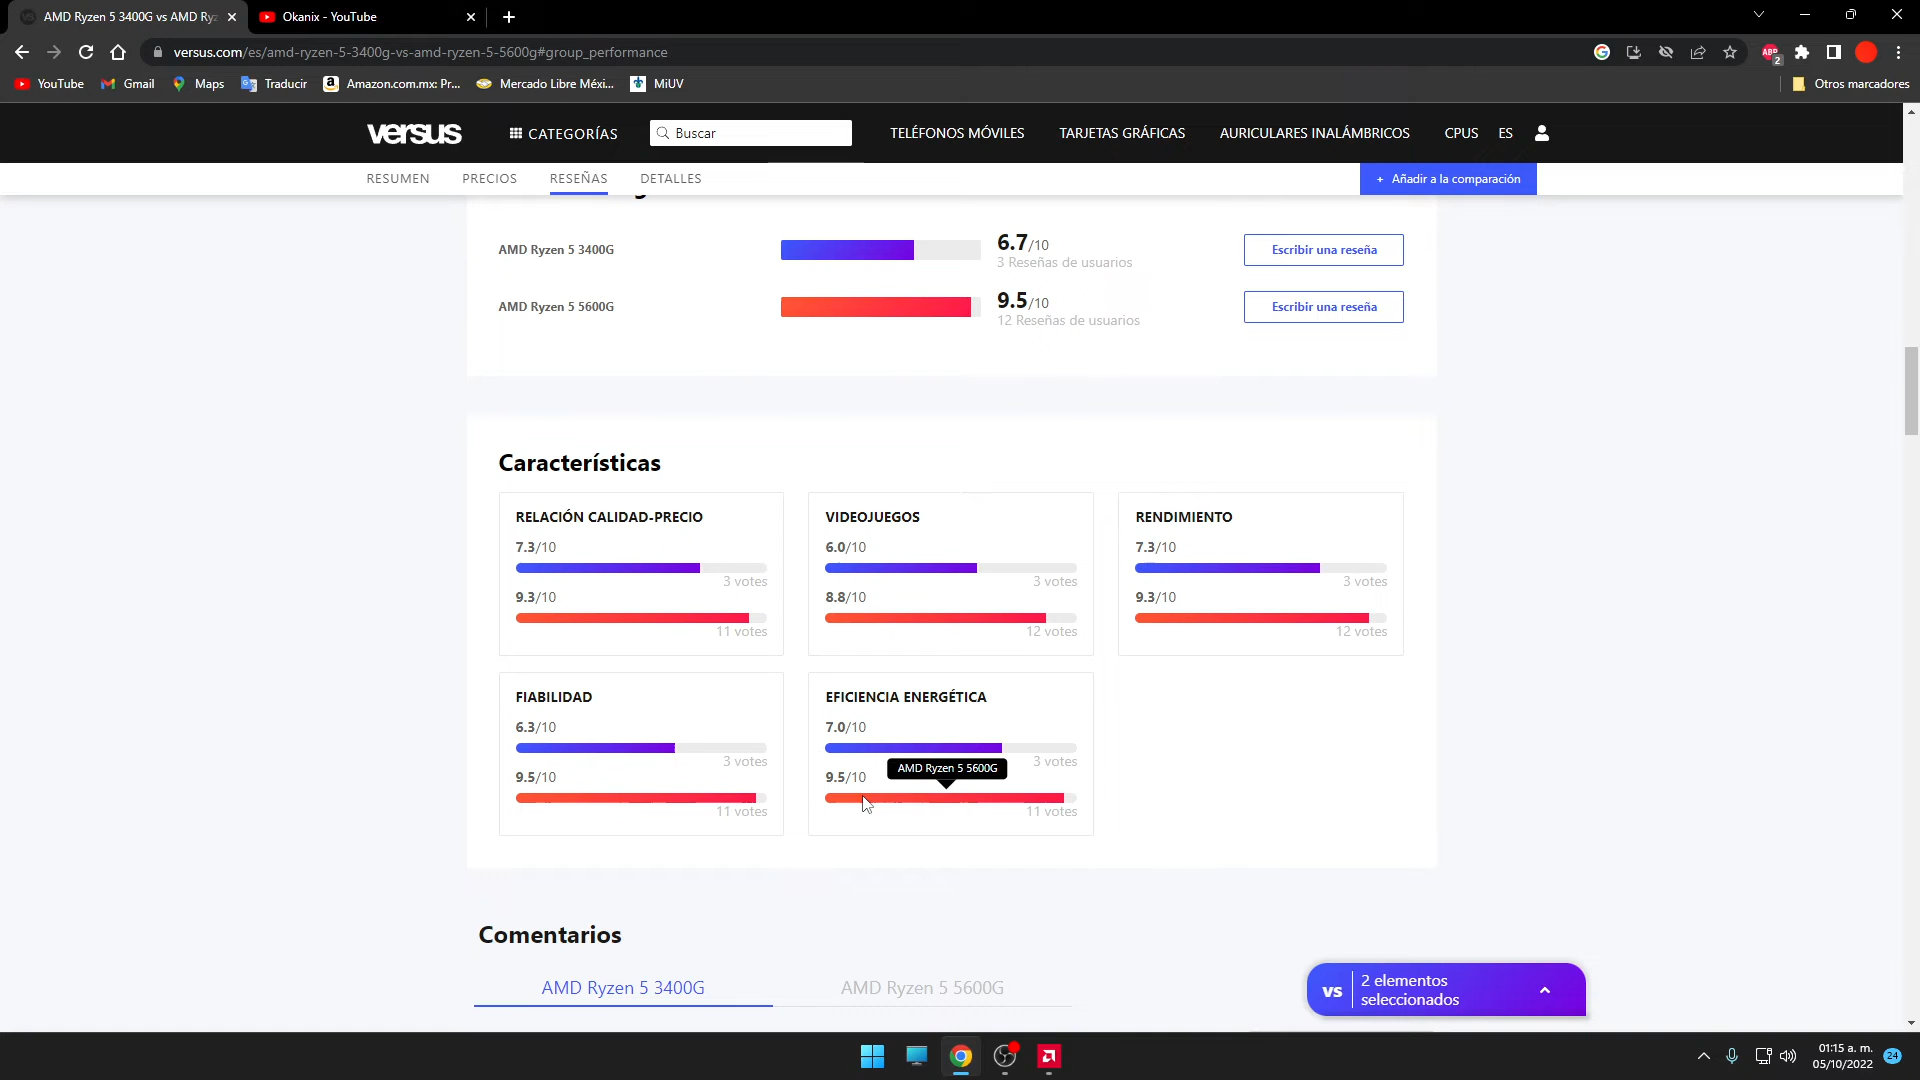 AMD Ryzen 5 3400G vs AMD Ryz
Okanix - YouTube
versus.com/es/amd-ryzen-5-3400g-vs-amd-ryzen-5-5600g#group_performance
ABP
2
YouTube
Gmail
Maps
Traducir
Amazon.com.mx: Pr...
Mercado Libre Méxi...
MiUV
Otros marcadores
versus
CATEGORÍAS
Buscar
TELÉFONOS MÓVILES
TARJETAS GRÁFICAS
AURICULARES INALÁMBRICOS
CPUS
ES
RESUMEN
PRECIOS
RESEÑAS
DETALLES
+ Añadir a la comparación
AMD Ryzen 5 3400G
6.7/10
3 Reseñas de usuarios
Escribir una reseña
AMD Ryzen 5 5600G
9.5/10
12 Reseñas de usuarios
Escribir una reseña
Características
RELACIÓN CALIDAD-PRECIO
7.3/10
3 votes
9.3/10
11 votes
VIDEOJUEGOS
6.0/10
3 votes
8.8/10
12 votes
RENDIMIENTO
7.3/10
3 votes
9.3/10
12 votes
FIABILIDAD
6.3/10
3 votes
9.5/10
11 votes
EFICIENCIA ENERGÉTICA
7.0/10
3 votes
9.5/10
AMD Ryzen 5 5600G
11 votes
Comentarios
AMD Ryzen 5 3400G
AMD Ryzen 5 5600G
vs
2 elementos
seleccionados
01:15 a. m.
05/10/2022
24